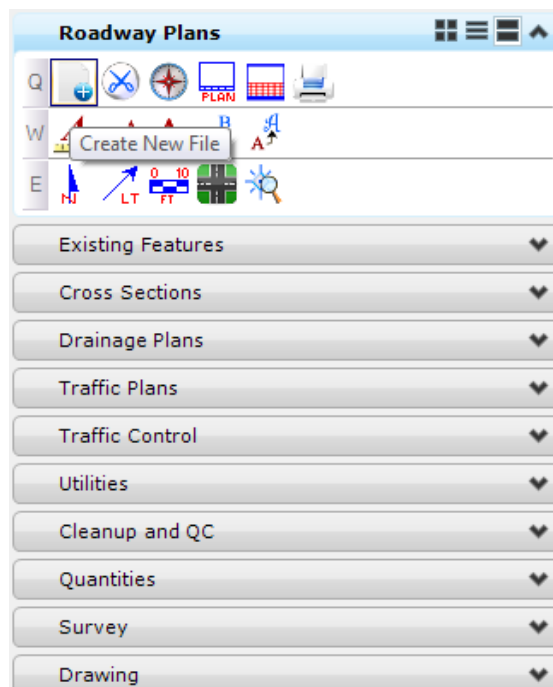 Roadway Plans
Q
PLAN
W
B
A
A
Create New File
E
N
LT
0 10
FT
Existing Features
Cross Sections
Drainage Plans
Traffic Plans
Traffic Control
Utilities
Cleanup and QC
Quantities
Survey
Drawing